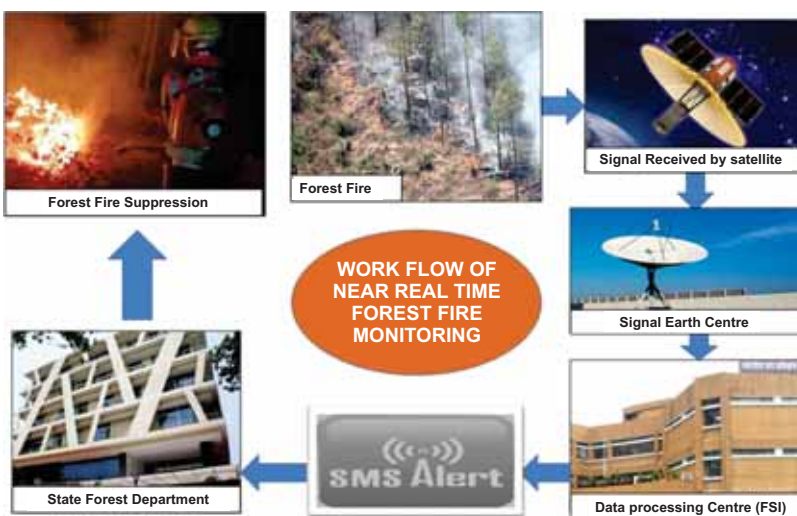 Forest Fire Suppression
Forest Fire
Signal Received by satellite
Signal Earth Centre
WORK FLOW OF
NEAR REAL TIME
FOREST FIRE
MONITORING
State Forest Department
SMS Alert
Data processing Centre (FSI)